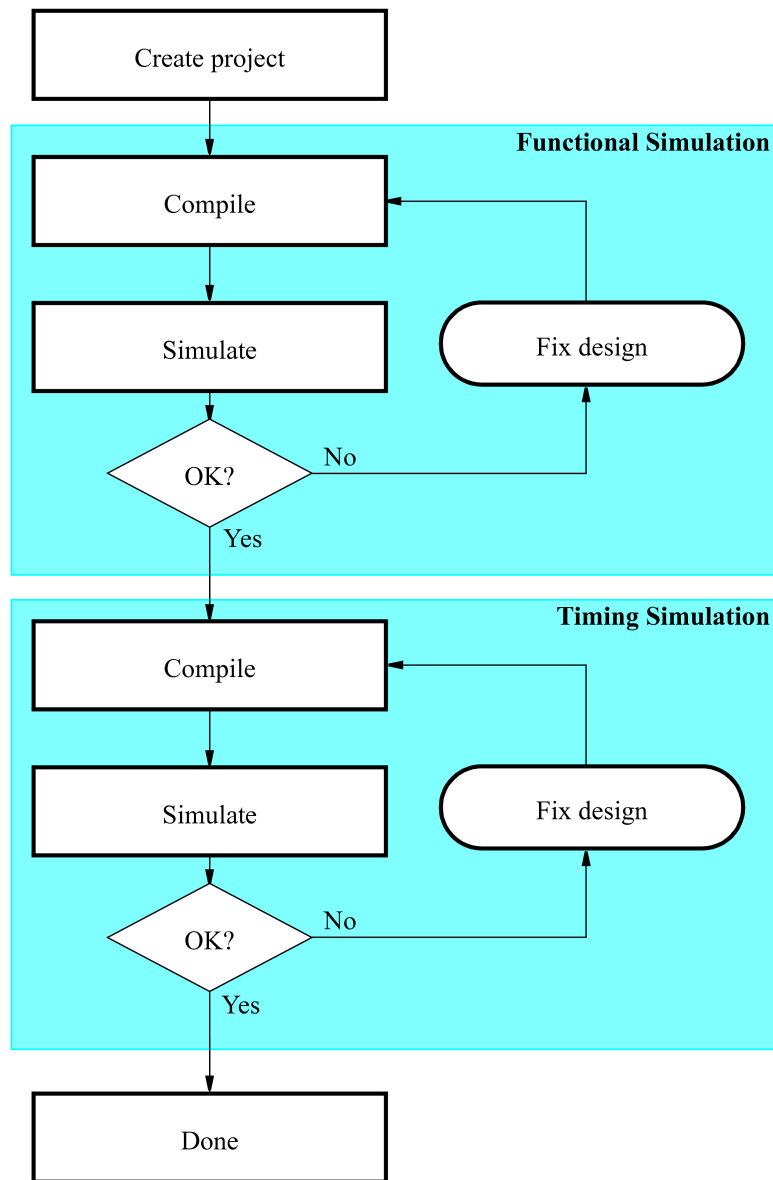 Create project
Functional Simulation
Compile
Simulate
Fix design
OK?
No
Yes
Timing Simulation
Compile
Simulate
Fix design
OK?
No
Yes
Done